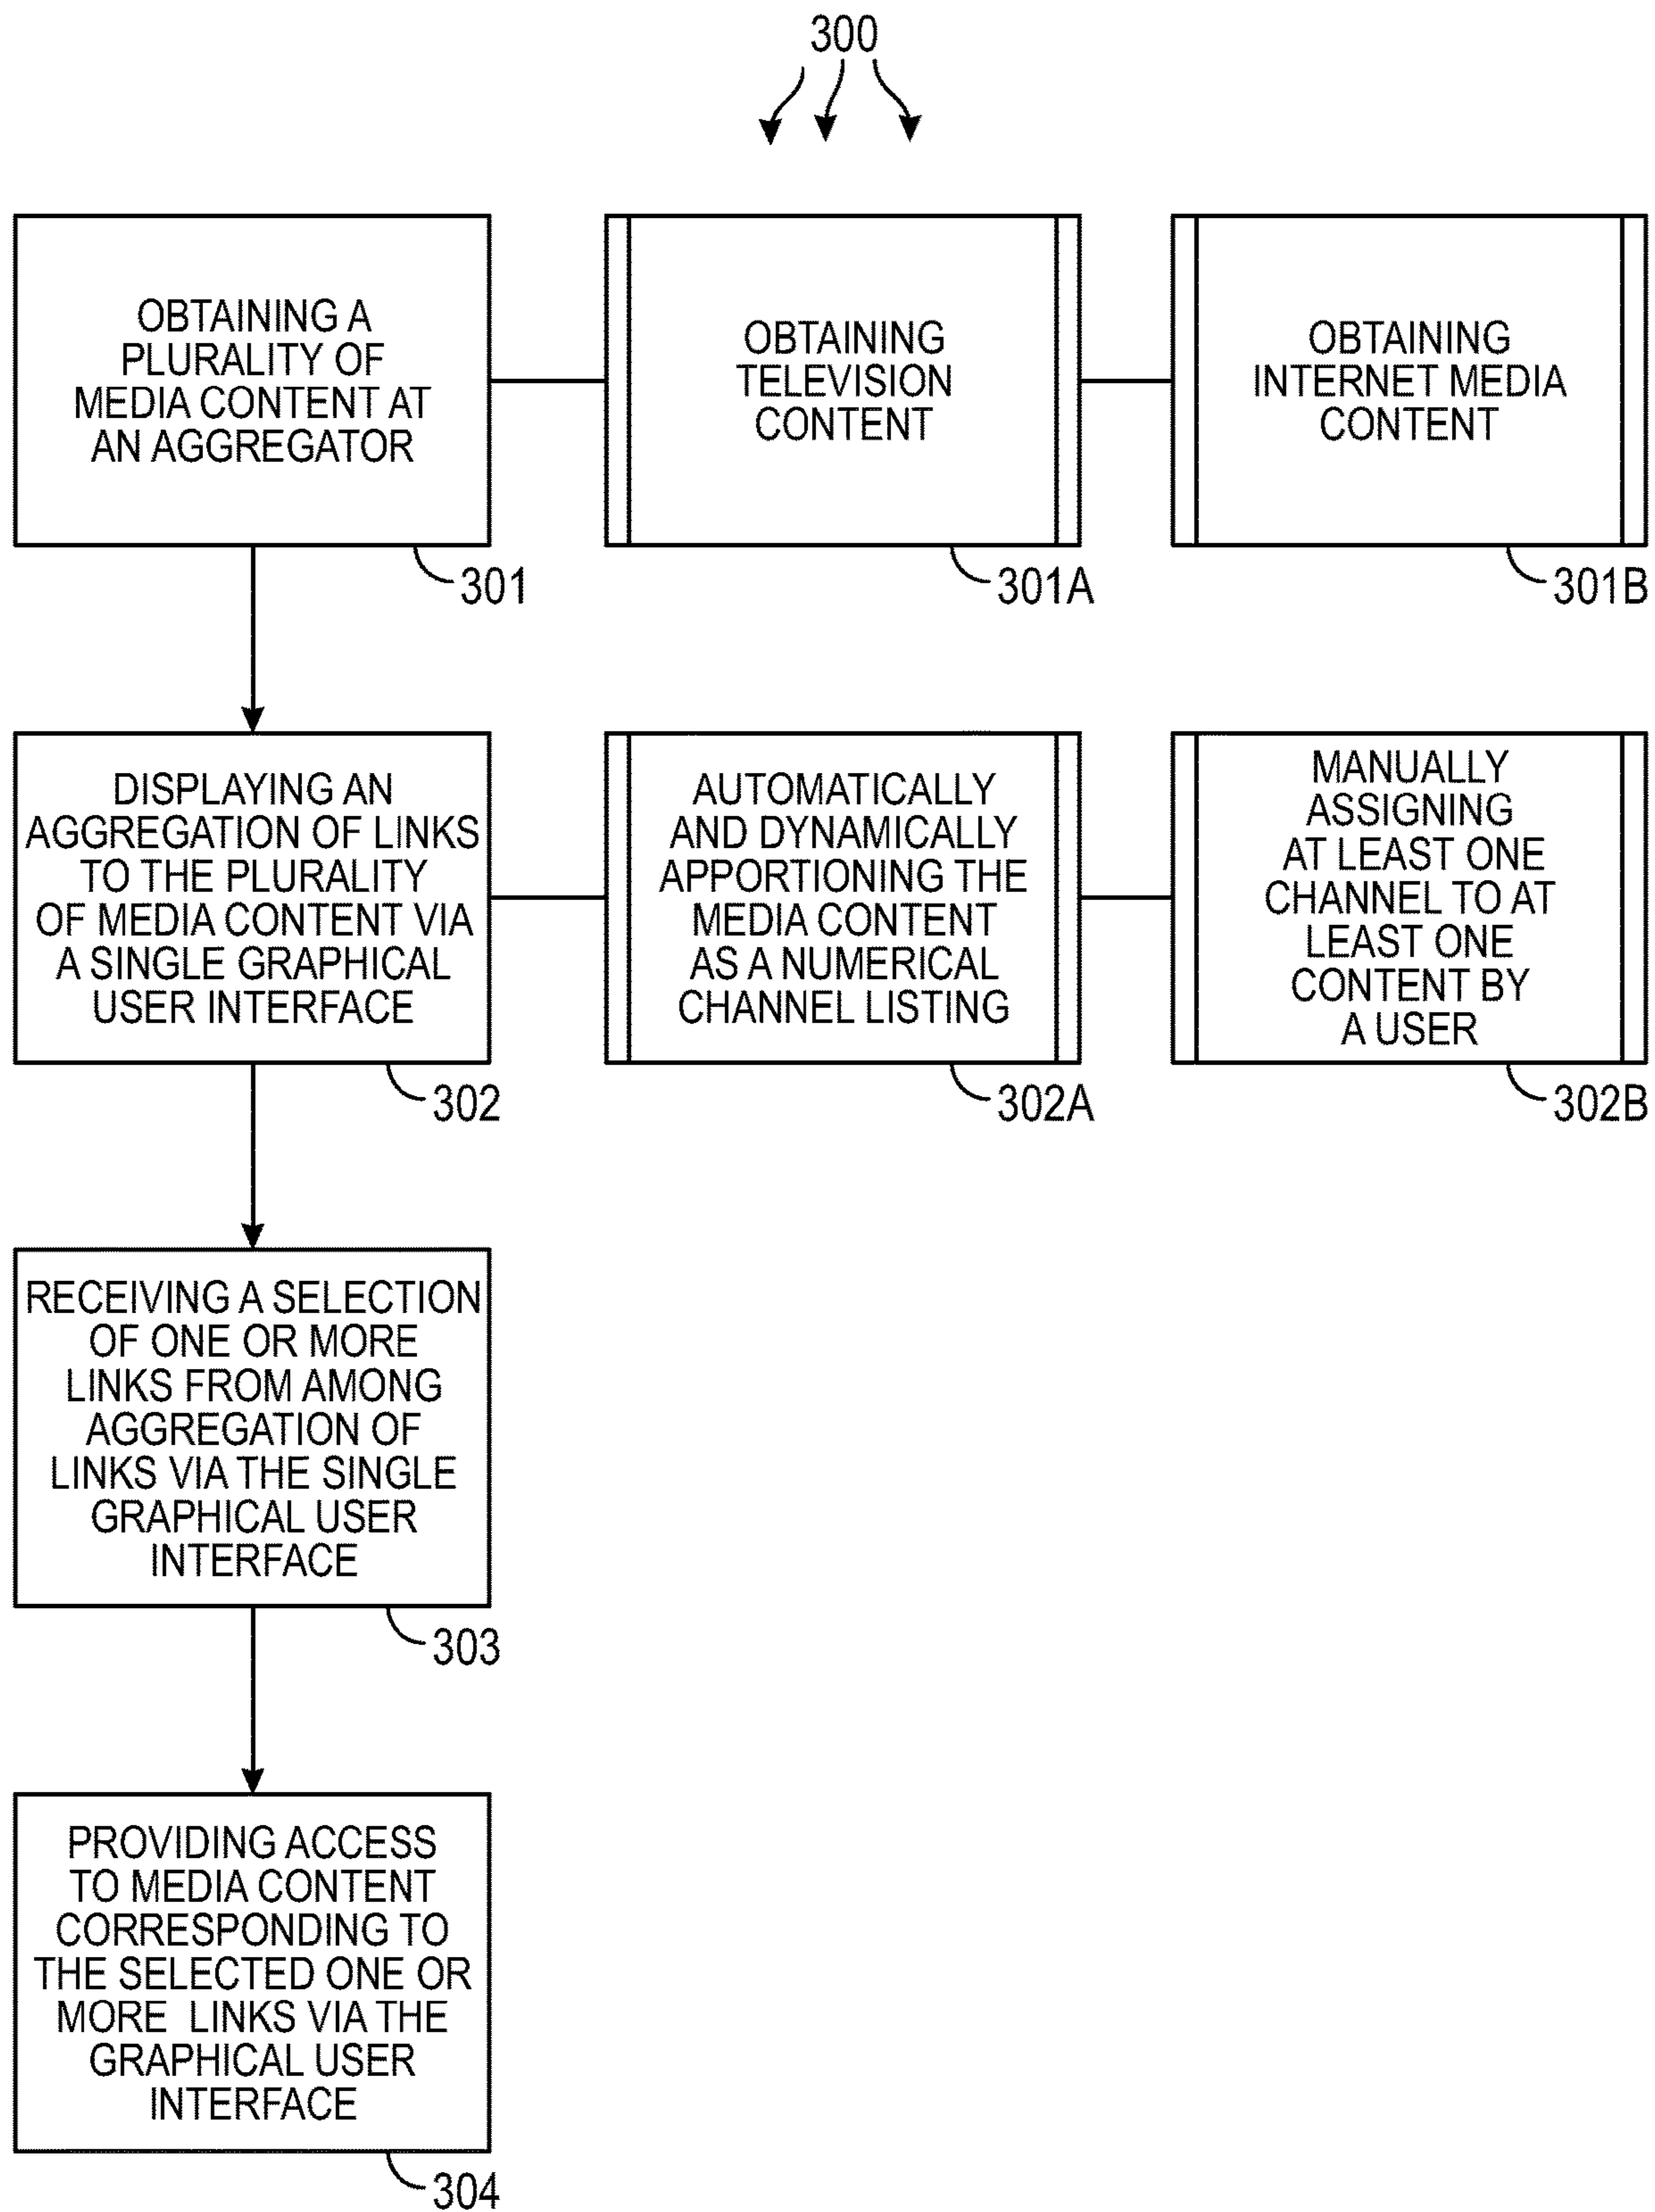 300
OBTAINING A
PLURALITY OF
MEDIA CONTENT AT
AN AGGREGATOR
301
OBTAINING
TELEVISION
CONTENT
301A
OBTAINING
INTERNET MEDIA
CONTENT
301B
DISPLAYING AN
AGGREGATION OF LINKS
TO THE PLURALITY
OF MEDIA CONTENT VIA
A SINGLE GRAPHICAL
USER INTERFACE
302
AUTOMATICALLY
AND DYNAMICALLY
APPORTIONING THE
MEDIA CONTENT
AS A NUMERICAL
CHANNEL LISTING
302A
MANUALLY
ASSIGNING
AT LEAST ONE
CHANNEL TO AT
LEAST ONE
CONTENT BY
A USER
302B
RECEIVING A SELECTION
OF ONE OR MORE
LINKS FROM AMONG
AGGREGATION OF
LINKS VIA THE SINGLE
GRAPHICAL USER
INTERFACE
303
PROVIDING ACCESS
TO MEDIA CONTENT
CORRESPONDING TO
THE SELECTED ONE OR
MORE LINKS VIA THE
GRAPHICAL USER
INTERFACE
304